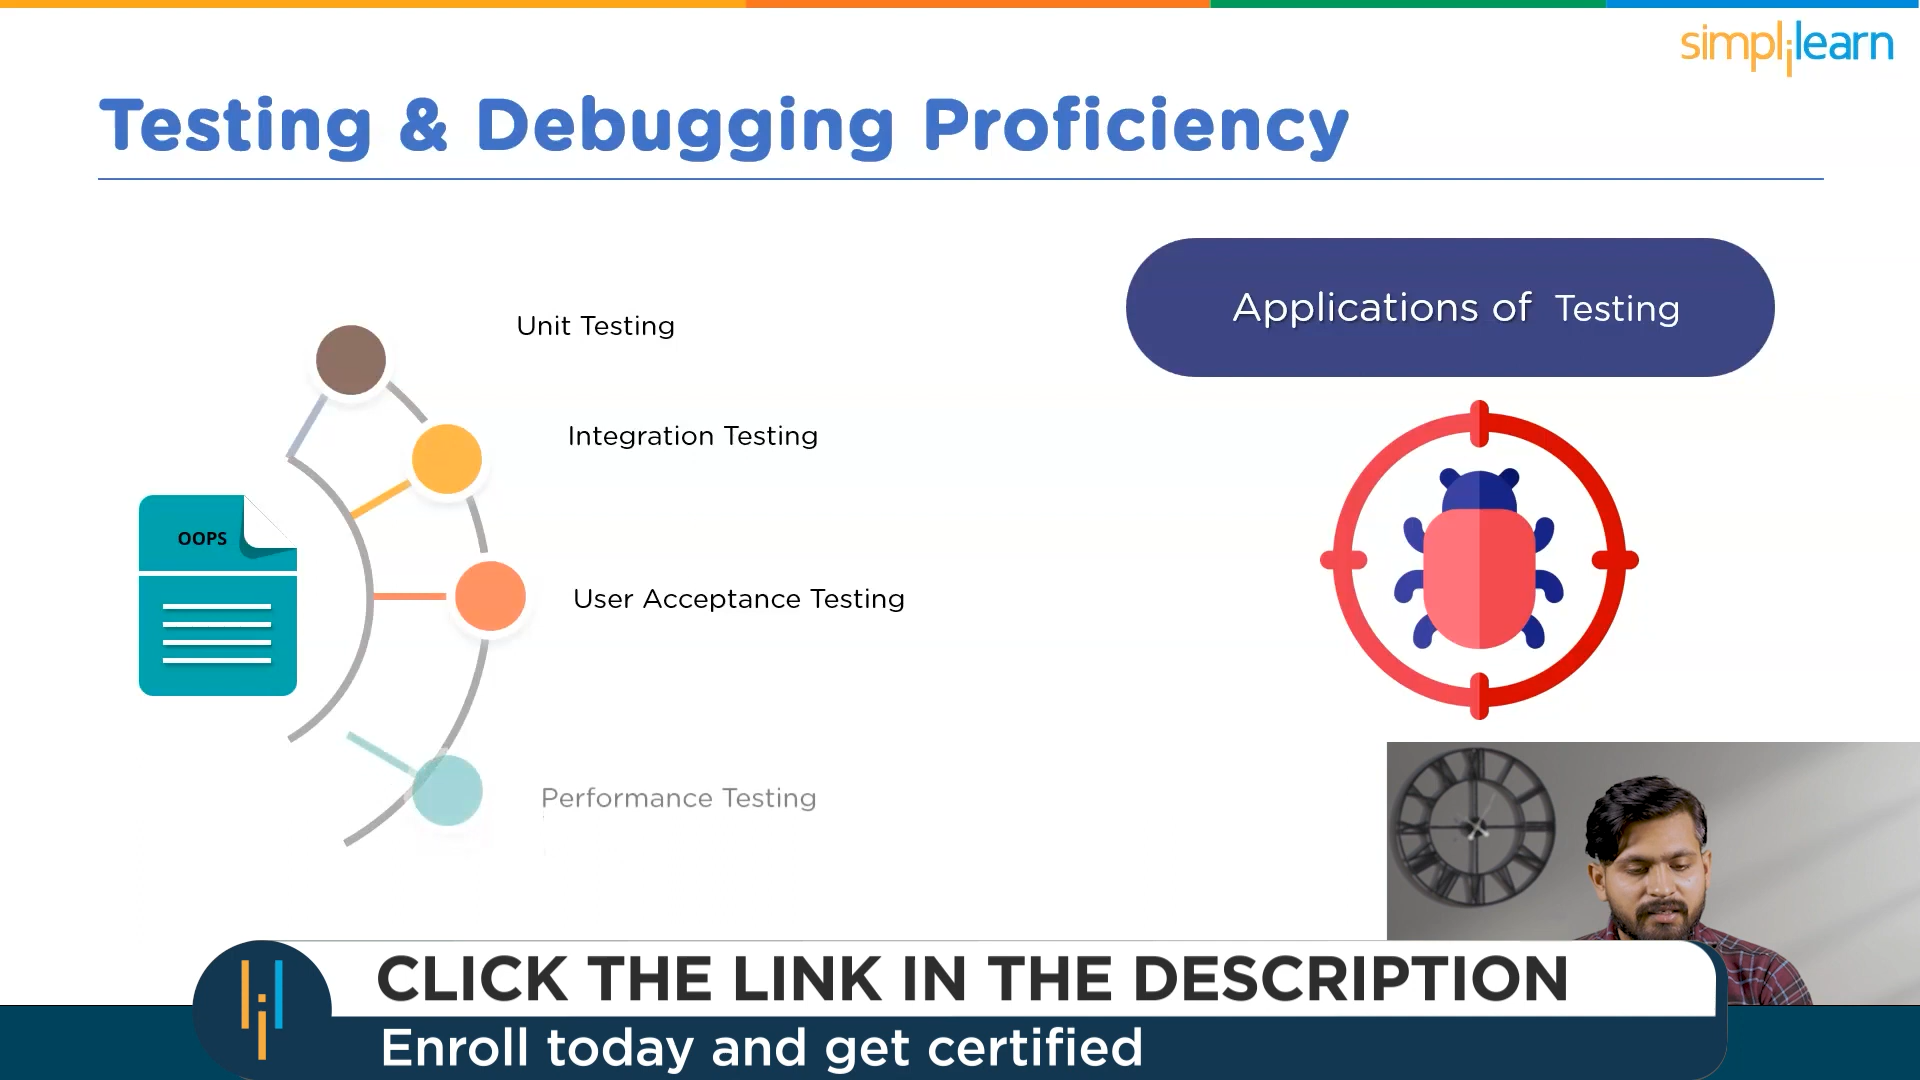 simplilearn
Testing & Debugging Proficiency
Applications of Testing
Unit Testing
Integration Testing
OOPS
User Acceptance Testing
Performance Testing
CLICK THE LINK IN THE DESCRIPTION
Enroll today and get certified